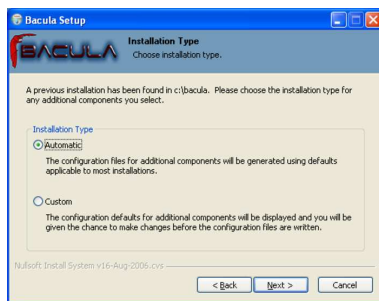 Bacula Setup
BACULA
Installation Type
Choose installation type.
A previous installation has been found in c:\bacula. Please choose the installation type for
any additional components you select.
Installation Type
Automatic
The configuration files for additional components will be generated using defaults
applicable to most installations.
Custom
The configuration defaults for additional components will be displayed and you will be
given the chance to make changes before the configuration files are written.
Nullsoft Install System v16-Aug-2006.cvs
< Back
Next >
Cancel